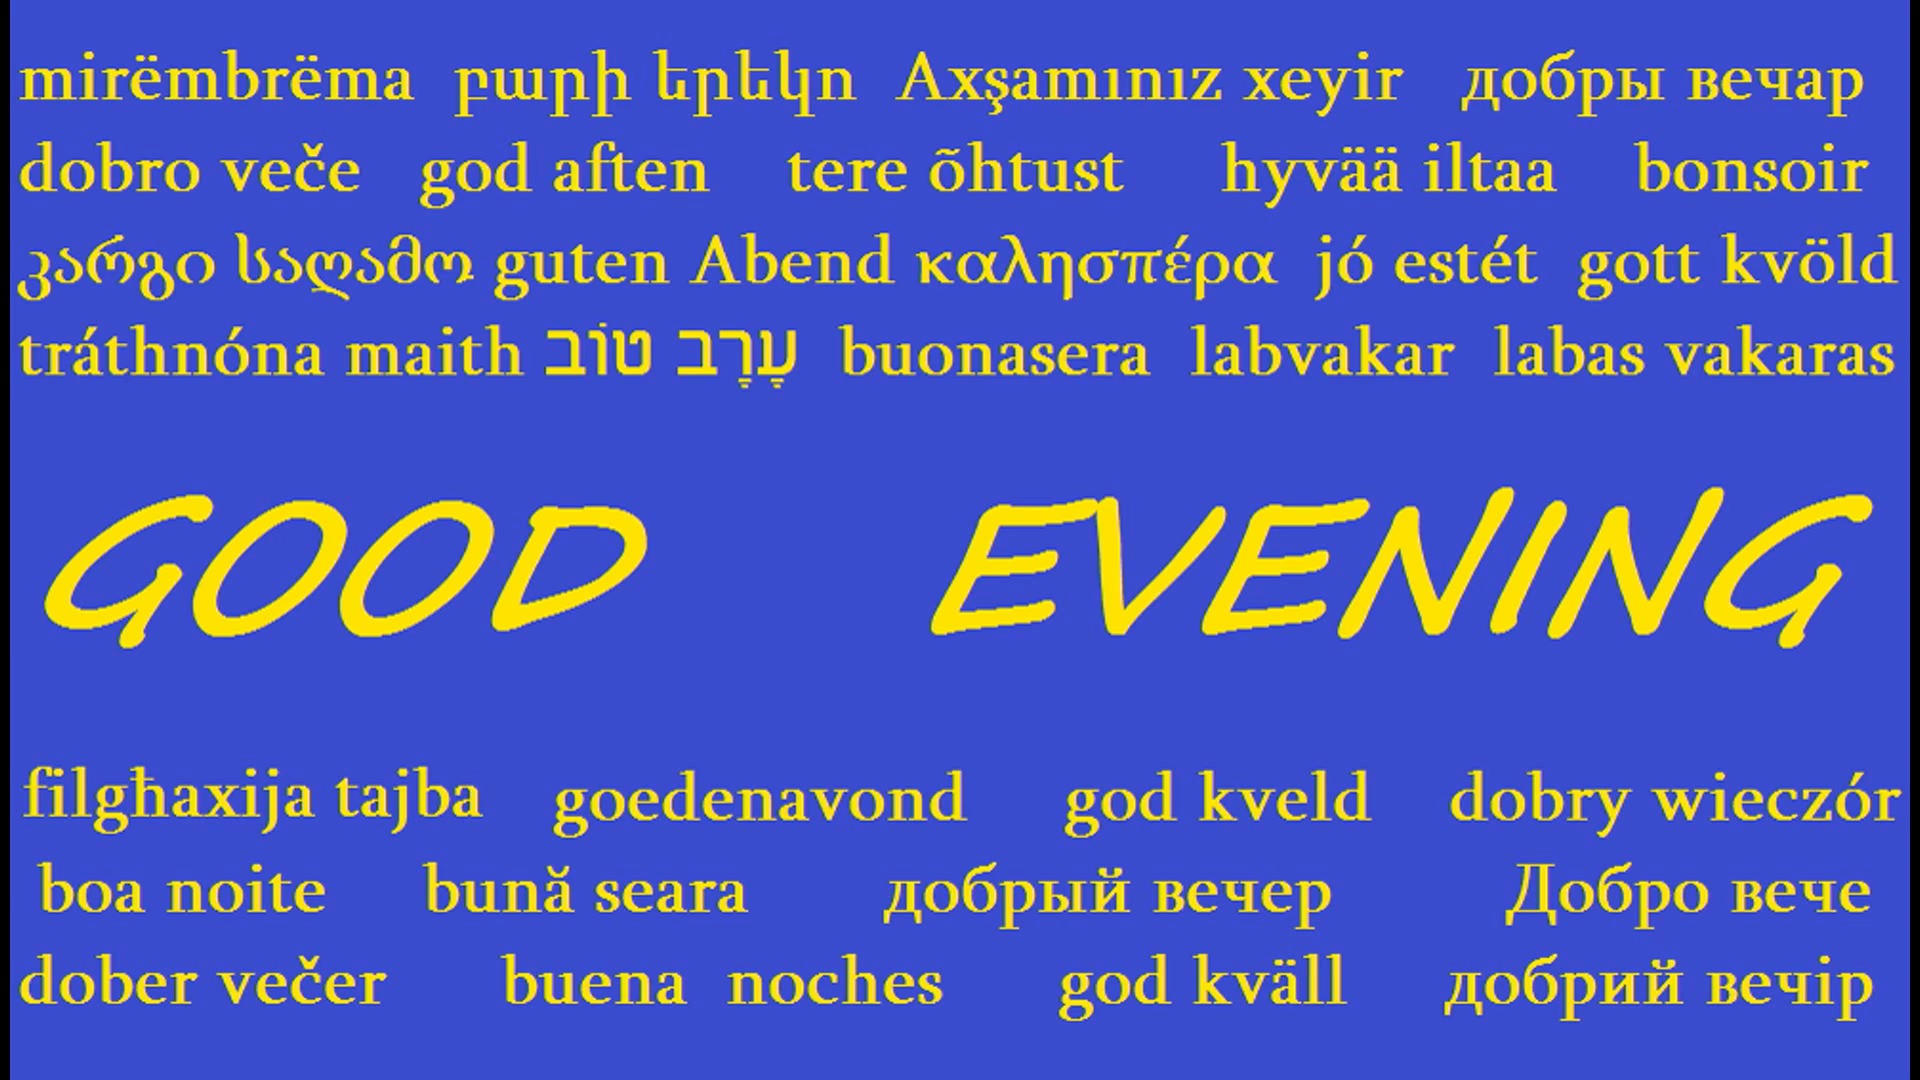 mirëmbrëma բարի երեկո Axşamınız xeyir добры вечар
dobro veče god aften tere õhtust hyvää iltaa bonsoir
კარგი საღამო guten Abend καλησπέρα jó estét gott kvöld
tráthnóna maith עָרָב טוֹב buonasera labvakar labas vakaras
GOOD EVENING
filgħaxija tajba goedenavond god kveld dobry wieczór
boa noite bună seara добрый вечер Добро вече
dober večer buena noches god kväll добрий вечір